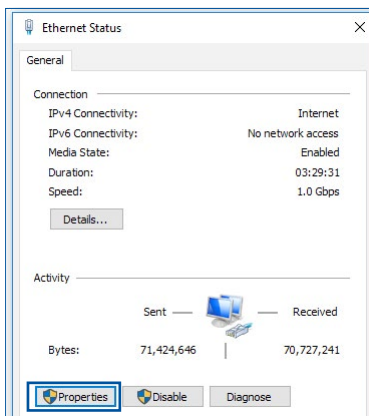 Ethernet Status
General
Connection
IPv4 Connectivity: Internet
IPv6 Connectivity: No network access
Media State: Enabled
Duration: 03:29:31
Speed: 1.0 Gbps
Details...
Activity
Sent Received
Bytes: 71,424,646 70,727,241
Properties Disable Diagnose